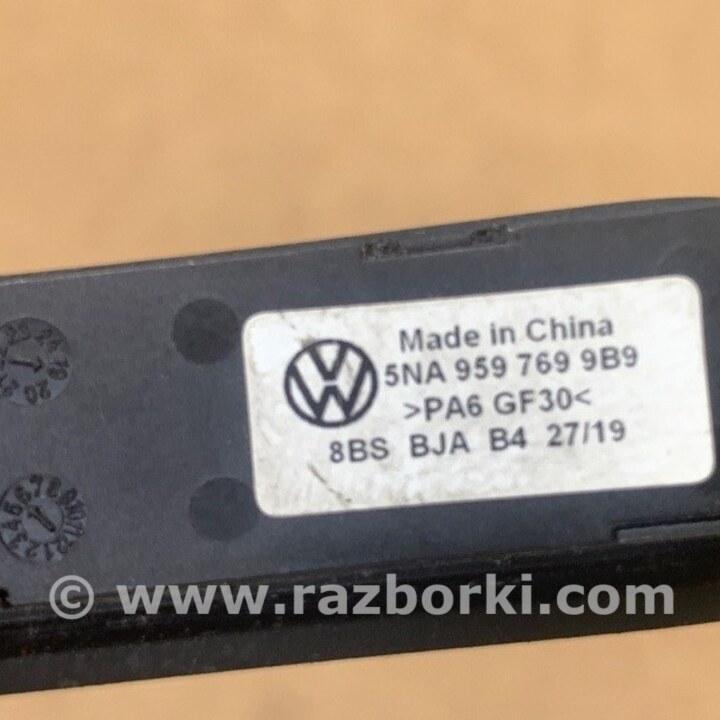 Made in China
5NA 959 769 9B9
>PA6 GF30<
8BS BJA B4 27/19
© www.razborki.com